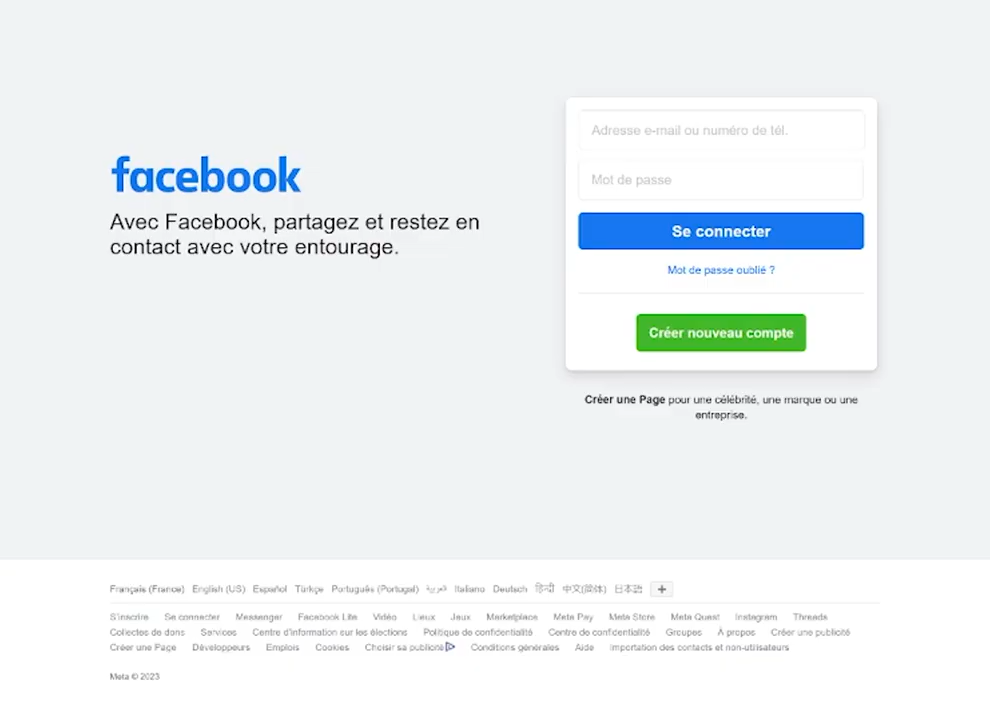 facebook
Avec Facebook, partagez et restez en
contact avec votre entourage.
Adresse e-mail ou numéro de tél.
Mot de passe
Se connecter
Mot de passe oublié ?
Créer nouveau compte
Créer une Page pour une célébrité, une marque ou une
entreprise.
Français (France) English (US) Español Türkçe Português (Portugal) العربية Italiano Deutsch हिन्दी 中文(简体) 日本語 +
S'inscrire Se connecter Messenger Facebook Lite Vidéo Lieux Jeux Marketplace Meta Pay Meta Store Meta Quest Instagram Threads
Collectes de dons Services Centre d'information sur les élections Politique de confidentialité Centre de confidentialité Groupes À propos Créer une publicité
Créer une Page Développeurs Emplois Cookies Choisir sa publicité Conditions générales Aide Importation des contacts et non-utilisateurs
Meta © 2023